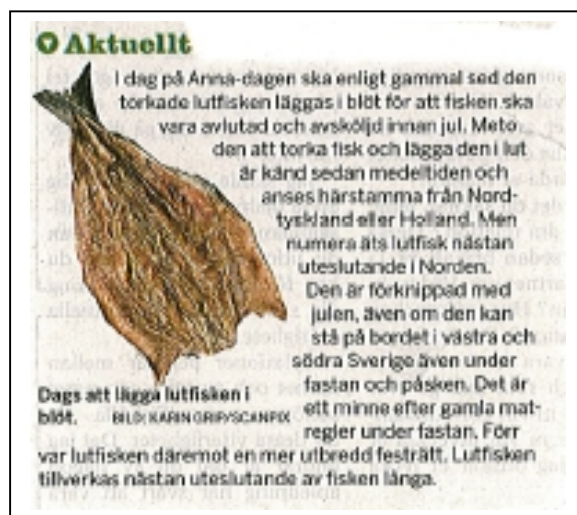 Aktuellt
I dag på Anna-dagen ska enligt gammal sed den
torkade lutfisken läggas i blöt för att fisken ska
vara avlutad och avsköljd innan jul. Meto
den att torka fisk och lägga den i lut
är känd sedan medeltiden och
anses härstamma från Nord-
tyskland eller Holland. Men
numera äts lutfisk nästan
uteslutande i Norden.
Den är förknippad med
julen, även om den kan
stå på bordet i västra och
södra Sverige även under
fastan och påsken. Det är
ett minne efter gamla mat-
regler under fastan. Förr
var lutfisken däremot en mer utbredd festrätt. Lutfisken
tillverkas nästan uteslutande av fisken långa.
Dags att lägga lutfisken i
blöt. BILD: KARIN GRIP/SCANPIX